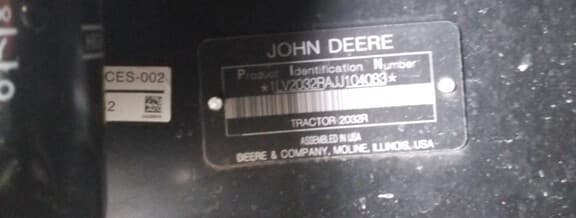 CES-002
2
JOHN DEERE
Product Identification Number
*1LV2032RAJJ104083*
TRACTOR 2032R
ASSEMBLED IN USA
DEERE & COMPANY, MOLINE, ILLINOIS, USA